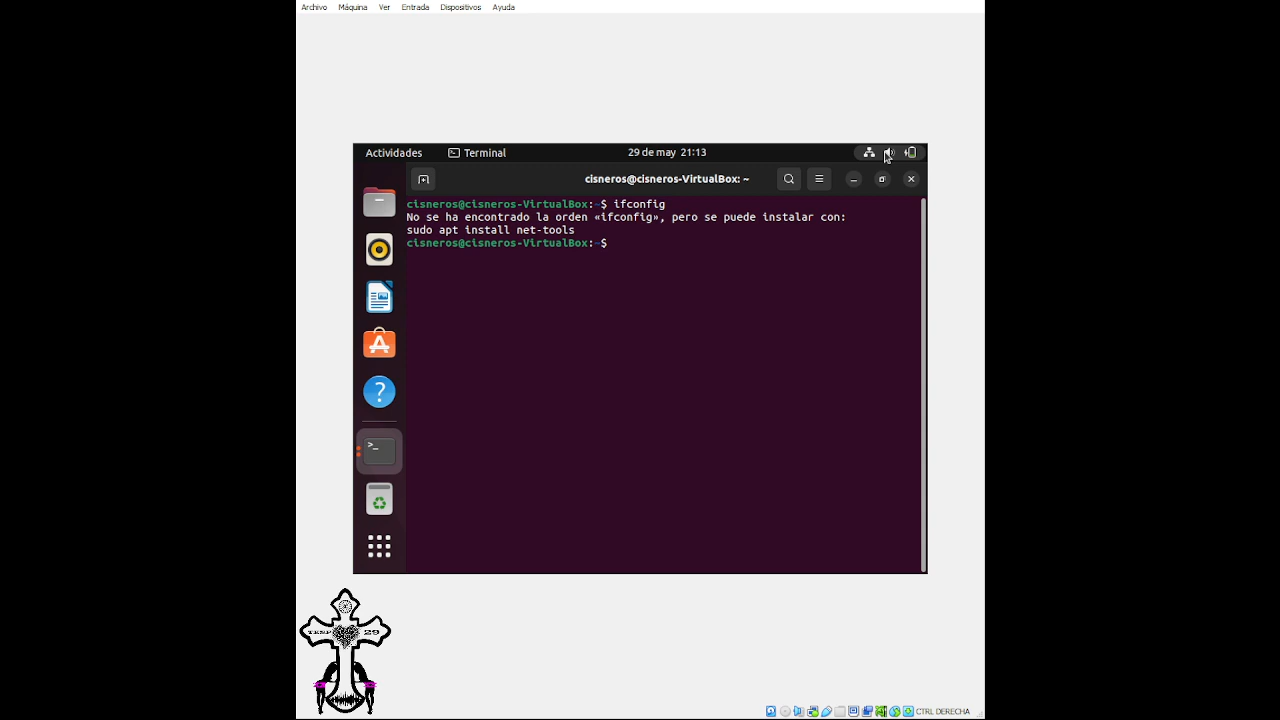 Archivo Máquina Ver Entrada Dispositivos Ayuda
Actividades Terminal 29 de may 21:13
cisneros@cisneros-VirtualBox: ~
cisneros@cisneros-VirtualBox:~$ ifconfig
No se ha encontrado la orden «ifconfig», pero se puede instalar con:
sudo apt install net-tools
cisneros@cisneros-VirtualBox:~$
TESP 29
CTRL DERECHA